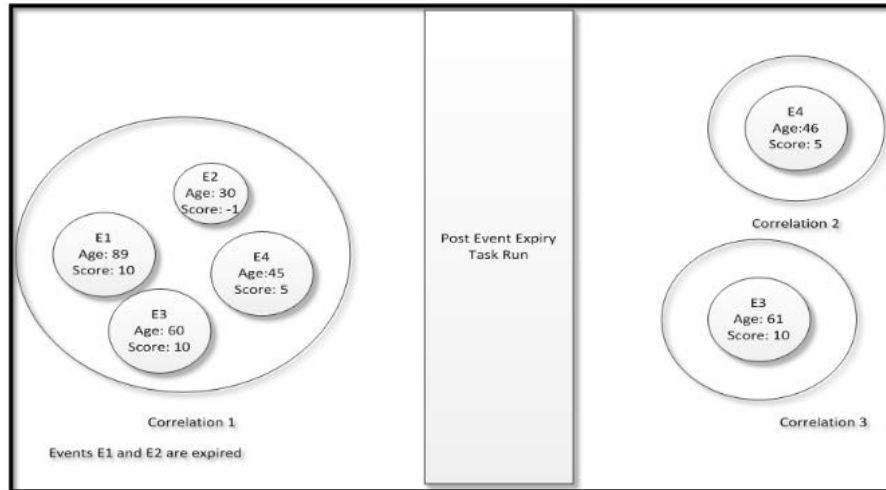 E2
Age: 30
Score: -1
E1
Age: 89
Score: 10
E4
Age:45
Score: 5
E3
Age: 60
Score: 10
Correlation 1
Events E1 and E2 are expired
Post Event Expiry
Task Run
E4
Age:46
Score: 5
Correlation 2
E3
Age: 61
Score: 10
Correlation 3